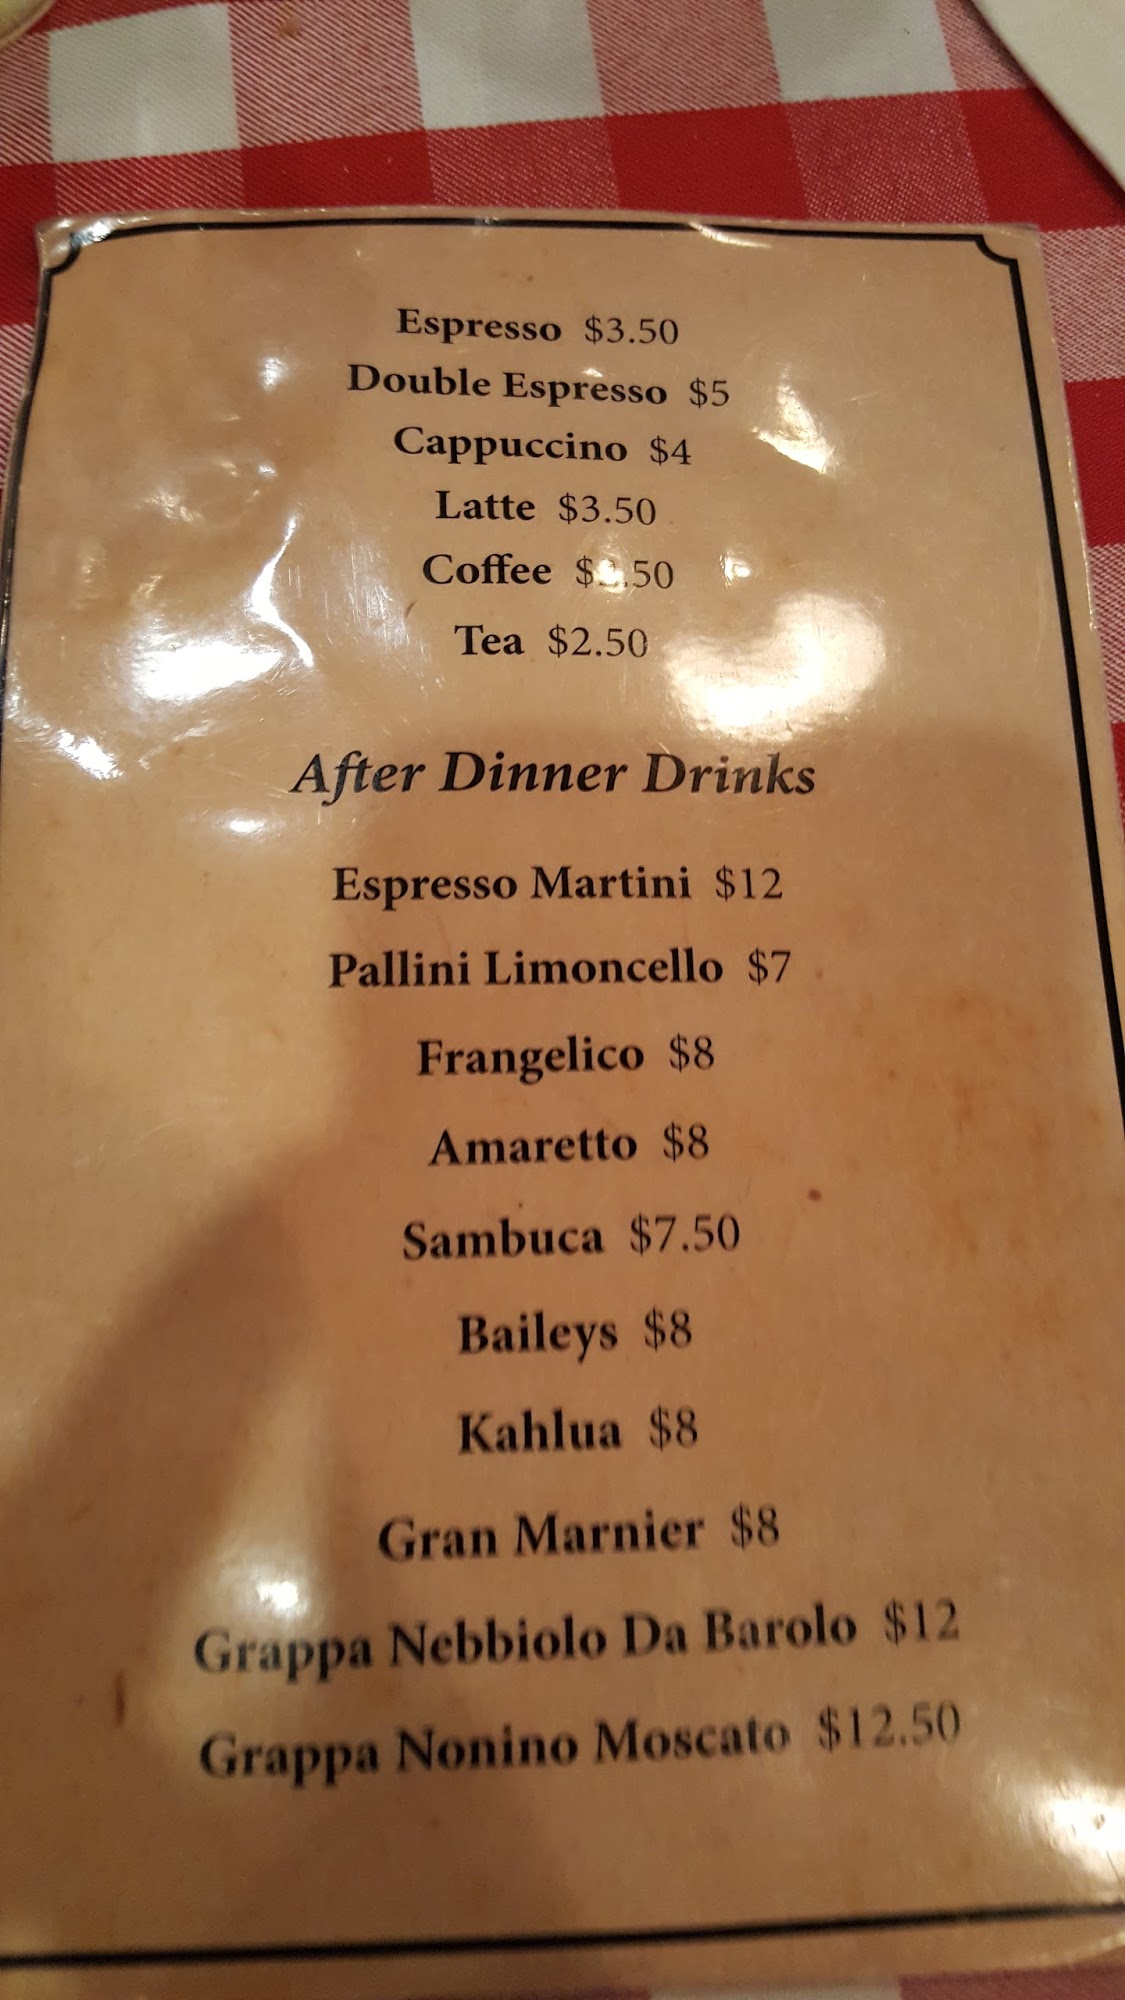 Espresso $3.50
Double Espresso $5
Cappuccino $4
Latte $3.50
Coffee
Tea $2.50
After Dinner Drinks
Espresso Martini $12
Pallini Limoncello $7
Frangelico $8
Amaretto $8
Sambuca $7.50
Baileys $8
Kahlua $8
Gran Marnier $8
Grappa Nebbiolo Da Barolo $12
Grappa Nonino Moscato $12.50